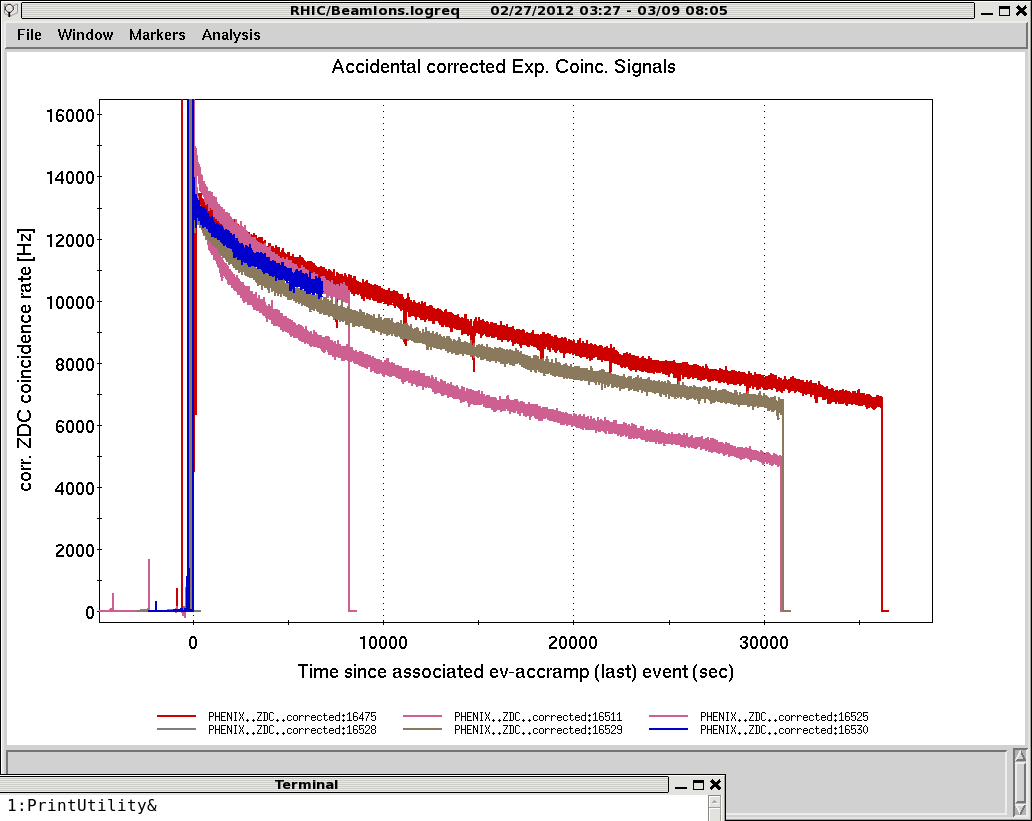 RHIC/BeamIons.logreq 02/27/2012 03:27 - 03/09 08:05
File Window Markers Analysis
Accidental corrected Exp. Coinc. Signals
16000
14000
12000
10000
8000
6000
4000
2000
0
corr. ZDC coincidence rate [Hz]
0 10000 20000 30000
Time since associated ev-accramp (last) event (sec)
PHENIX..ZDC..corrected:16475 PHENIX..ZDC..corrected:16511 PHENIX..ZDC..corrected:16525
PHENIX..ZDC..corrected:16528 PHENIX..ZDC..corrected:16529 PHENIX..ZDC..corrected:16530
Terminal
1:PrintUtility&